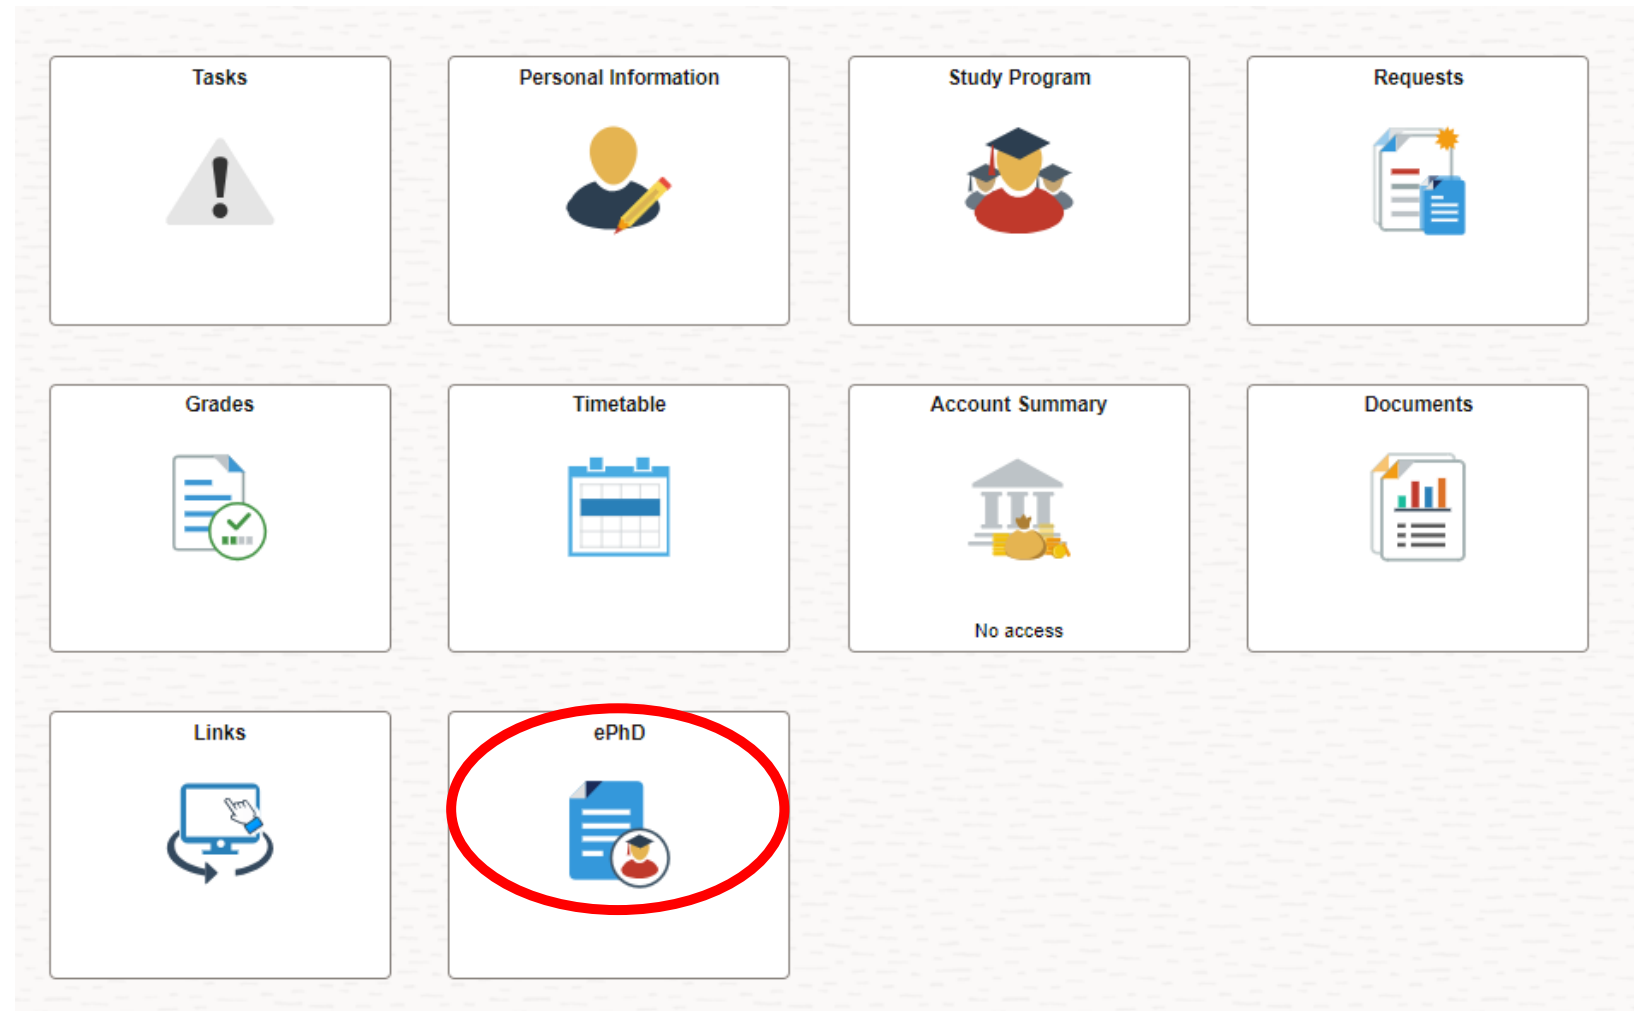 Tasks
Personal Information
Study Program
Requests
Grades
Timetable
Account Summary
No access
Documents
Links
ePhD